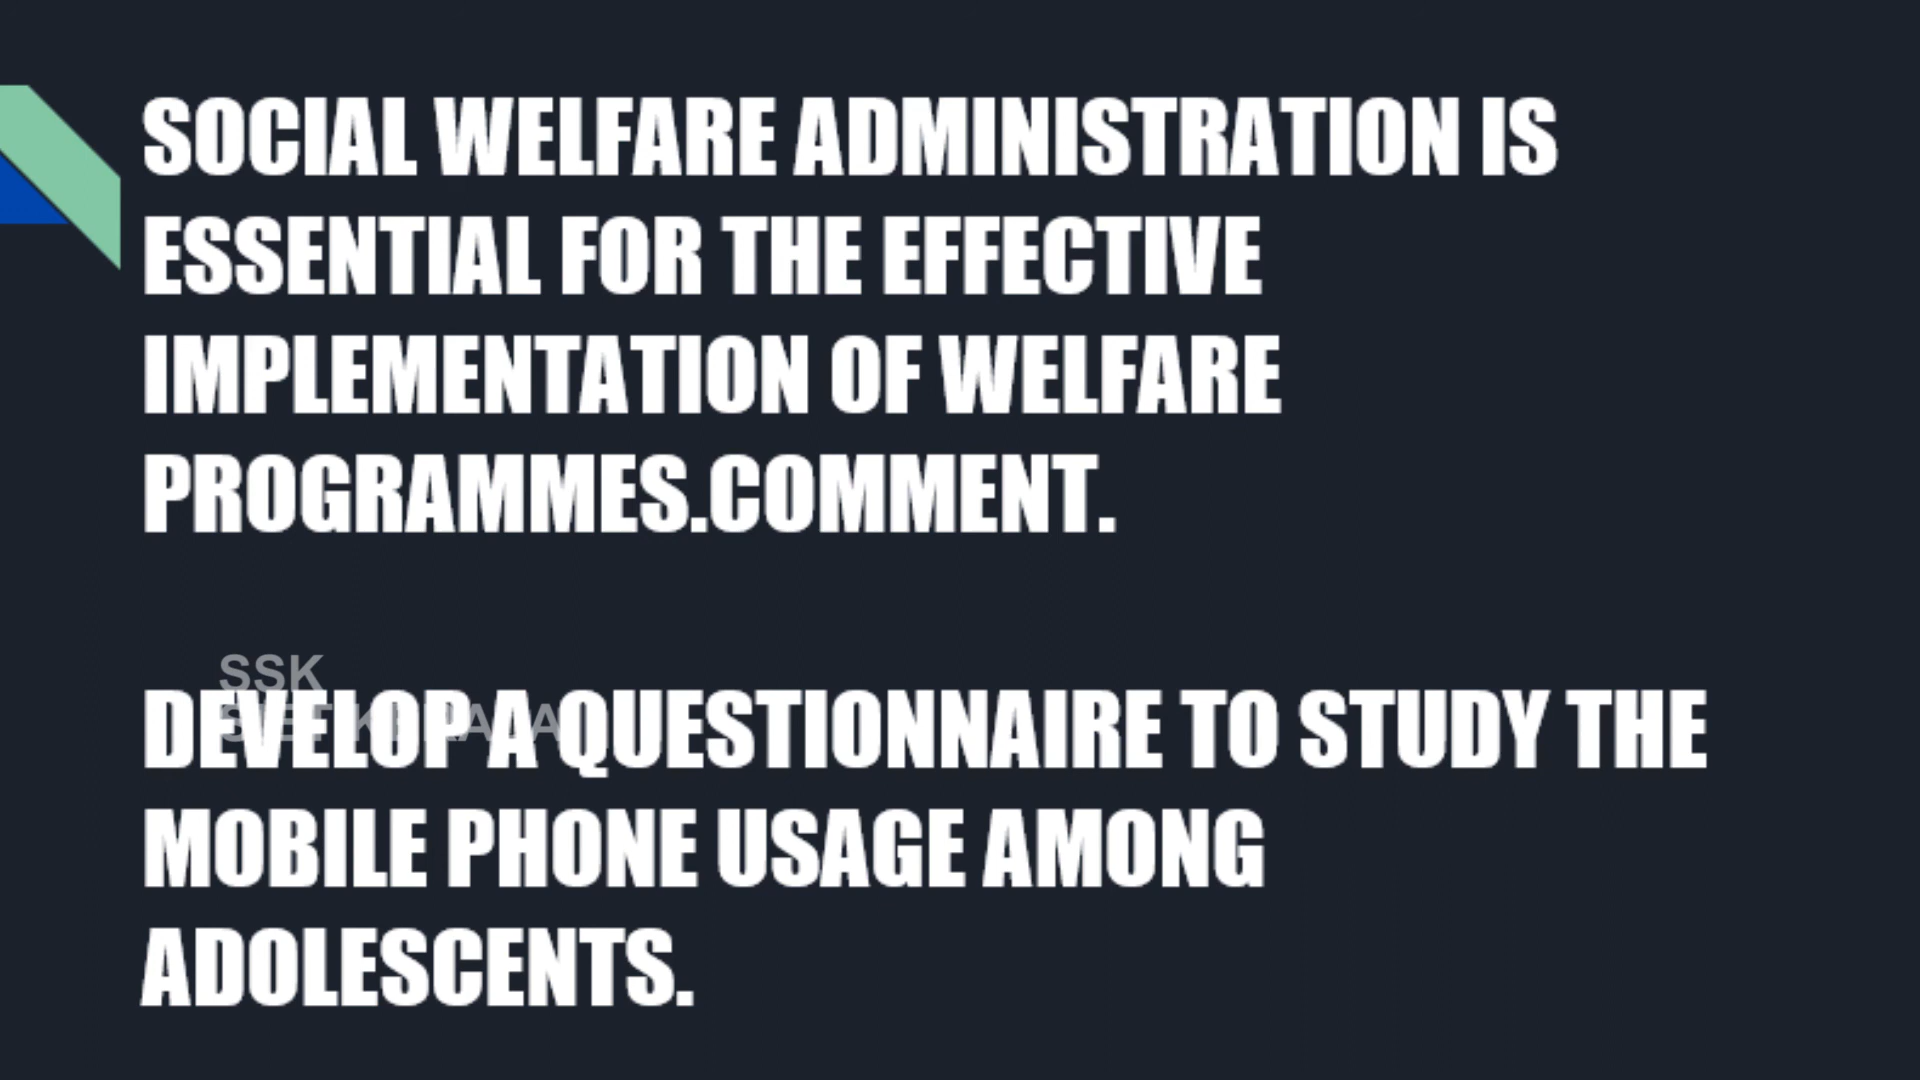 SOCIAL WELFARE ADMINISTRATION IS
ESSENTIAL FOR THE EFFECTIVE
IMPLEMENTATION OF WELFARE
PROGRAMMES.COMMENT.
SSK
DEVELOP A QUESTIONNAIRE TO STUDY THE
MOBILE PHONE USAGE AMONG
ADOLESCENTS.